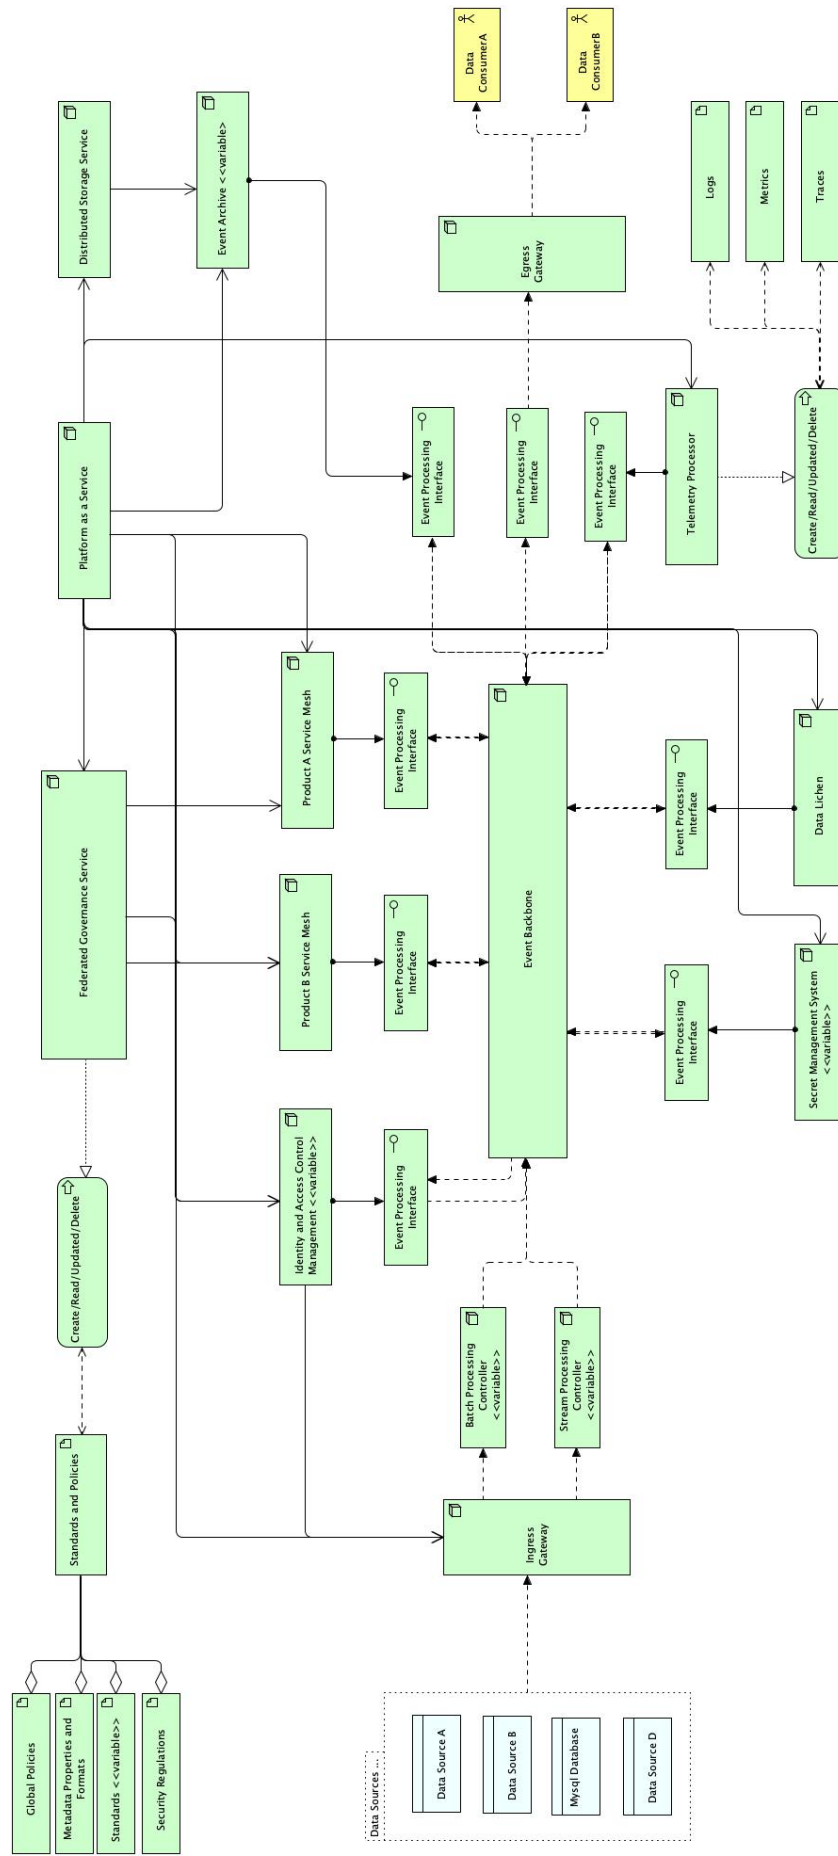 Global Policies
Metadata Properties and
Formats
Standards <<variable>>
Security Regulations
Standards and Policies
Create/Read/Updated/Delete
Federated Governance Service
Platform as a Service
Distributed Storage Service
Event Archive <<variable>
Identity and Access Control
Management <<variable>>
Product B Service Mesh
Product A Service Mesh
Event Processing
Interface
Event Processing
Interface
Event Processing
Interface
Event Processing
Interface
Data Sources ...
Data Source A
Data Source B
Mysql Database
Data Source D
Ingress
Gateway
Batch Processing
Controller
<<variable>>
Stream Processing
Controller
<<variable>>
Event Backbone
Event Processing
Interface
Egress
Gateway
Data
ConsumerA
Data
ConsumerB
Event Processing
Interface
Event Processing
Interface
Event Processing
Interface
Telemetry Processor
Logs
Metrics
Traces
Create/Read/Updated/Delete
Secret Management System
<<variable>>
Data Lichen